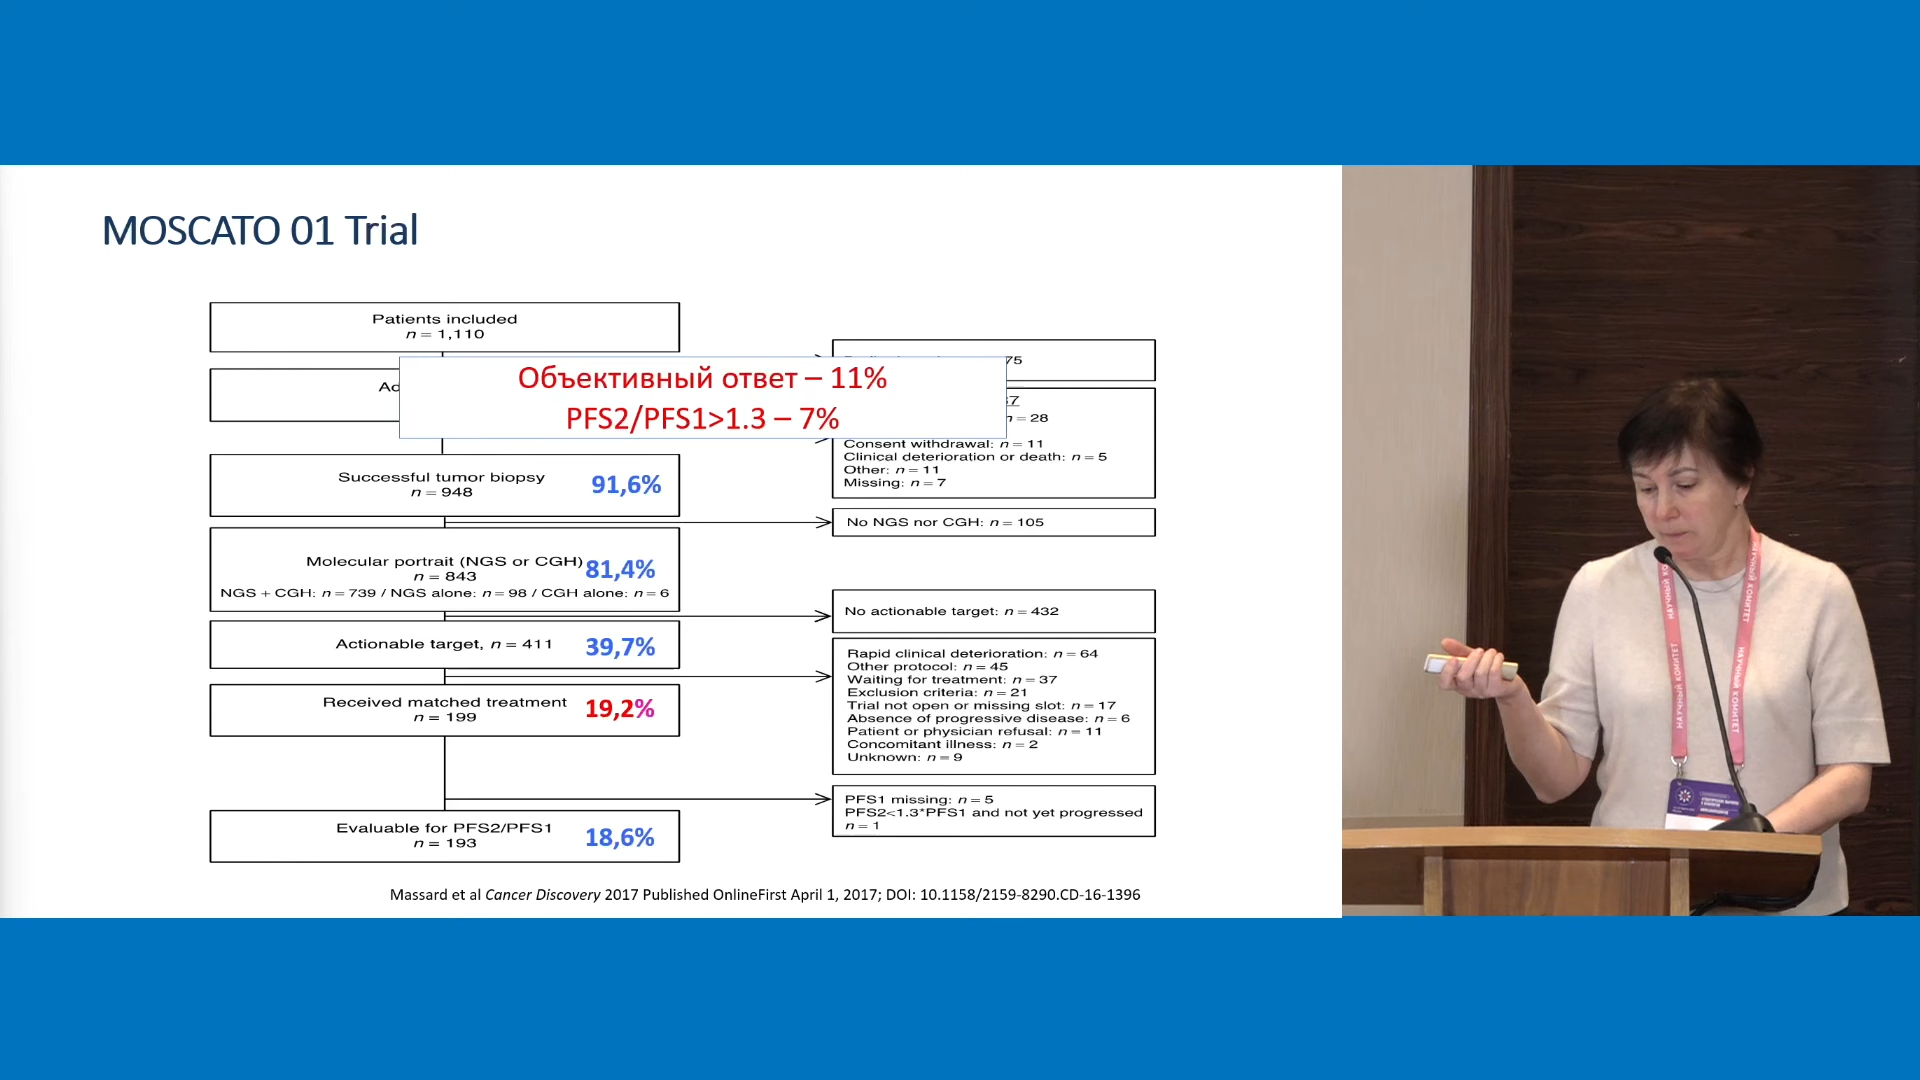 MOSCATO 01 Trial
Patients included
n = 1,110
75
Объективный ответ – 11%
PFS2/PFS1>1.3 – 7%
n = 28
Consent withdrawal: n = 11
Clinical deterioration or death: n = 5
Other: n = 11
Missing: n = 7
Successful tumor biopsy
n = 948
91,6%
No NGS nor CGH: n = 105
Molecular portrait (NGS or CGH)
n = 843
81,4%
NGS + CGH: n = 739 / NGS alone: n = 98 / CGH alone: n = 6
No actionable target: n = 432
Actionable target, n = 411
39,7%
Rapid clinical deterioration: n = 64
Other protocol: n = 45
Waiting for treatment: n = 37
Exclusion criteria: n = 21
Trial not open or missing slot: n = 17
Absence of progressive disease: n = 6
Patient or physician refusal: n = 11
Concomitant illness: n = 2
Unknown: n = 9
Received matched treatment
n = 199
19,2%
PFS1 missing: n = 5
PFS2<1.3*PFS1 and not yet progressed
n = 1
Evaluable for PFS2/PFS1
n = 193
18,6%
Massard et al Cancer Discovery 2017 Published OnlineFirst April 1, 2017; DOI: 10.1158/2159-8290.CD-16-1396
НАУЧНЫЙ КОМИТЕТ
НАУЧНЫЙ КОМИТЕТ